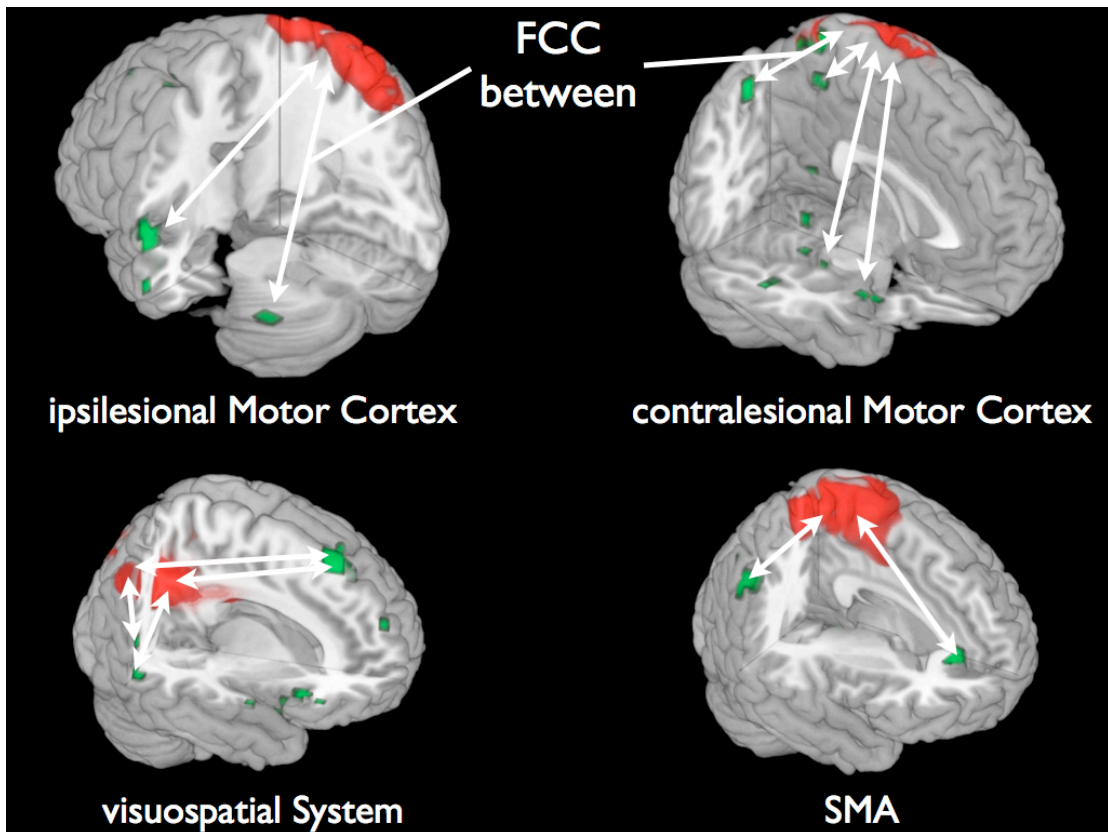 FCC
between
ipsilesional Motor Cortex
contralesional Motor Cortex
visuospatial System
SMA